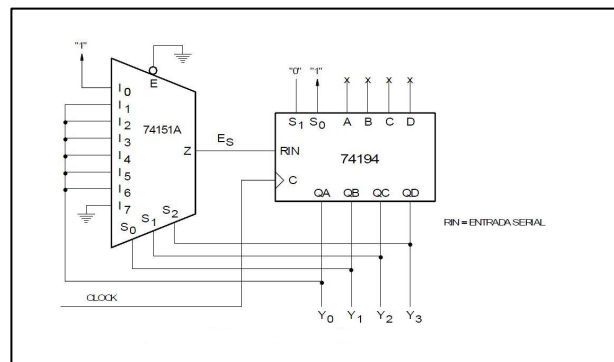 "1"
E
I0
I1
I2
I3
I4
I5
I6
I7
74151A
Z
S0
S1
S2
ES
"0" "1" x x x x
S1 S0 A B C D
RIN
74194
C
QA QB QC QD
RIN = ENTRADA SERIAL
CLOCK
Y0 Y1 Y2 Y3